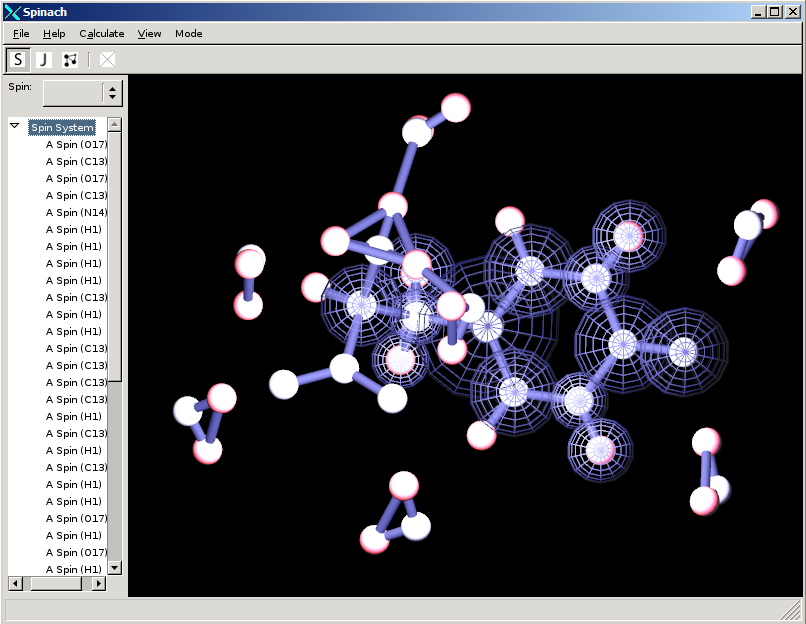 Spinach
File Help Calculate View Mode
S J
Spin:
Spin System
A Spin (O17)
A Spin (C13)
A Spin (O17)
A Spin (C13)
A Spin (N14)
A Spin (H1)
A Spin (H1)
A Spin (H1)
A Spin (H1)
A Spin (C13)
A Spin (H1)
A Spin (H1)
A Spin (C13)
A Spin (C13)
A Spin (C13)
A Spin (C13)
A Spin (H1)
A Spin (C13)
A Spin (H1)
A Spin (C13)
A Spin (H1)
A Spin (H1)
A Spin (O17)
A Spin (H1)
A Spin (O17)
A Spin (H1)